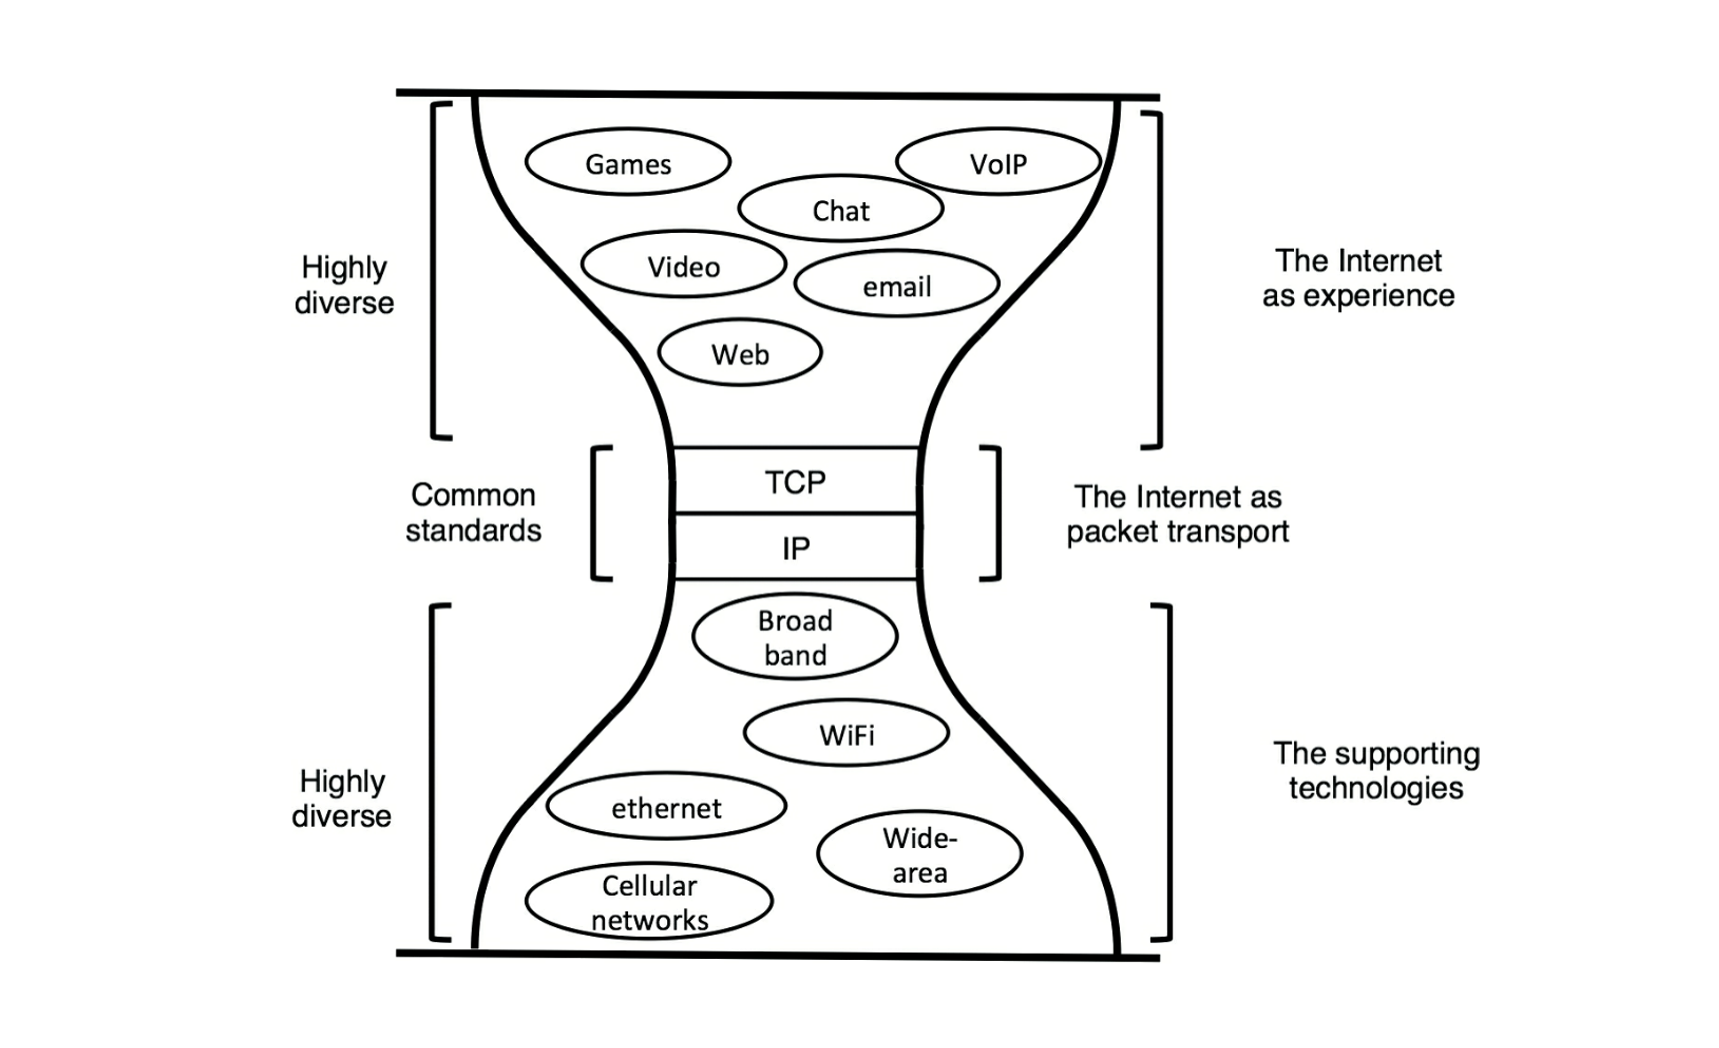 Games
VoIP
Chat
Video
email
Web
Highly
diverse
The Internet
as experience
TCP
IP
Common
standards
The Internet as
packet transport
Broad
band
WiFi
ethernet
Wide-
area
Cellular
networks
Highly
diverse
The supporting
technologies